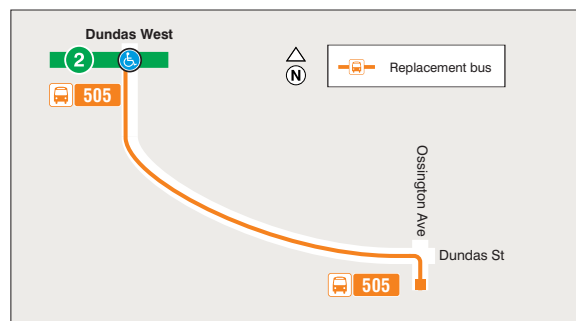 Dundas West
2
N
Replacement bus
505
Ossington Ave
Dundas St
505